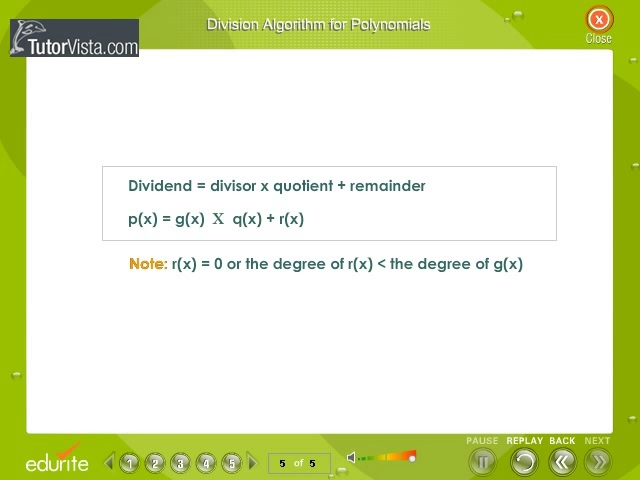 Division Algorithm for Polynomials
x
Close
TutorVista.com
Dividend = divisor x quotient + remainder
p(x) = g(x) X q(x) + r(x)
Note: r(x) = 0 or the degree of r(x) < the degree of g(x)
PAUSE REPLAY BACK NEXT
edurite
1 2 3 4 5
5 of 5